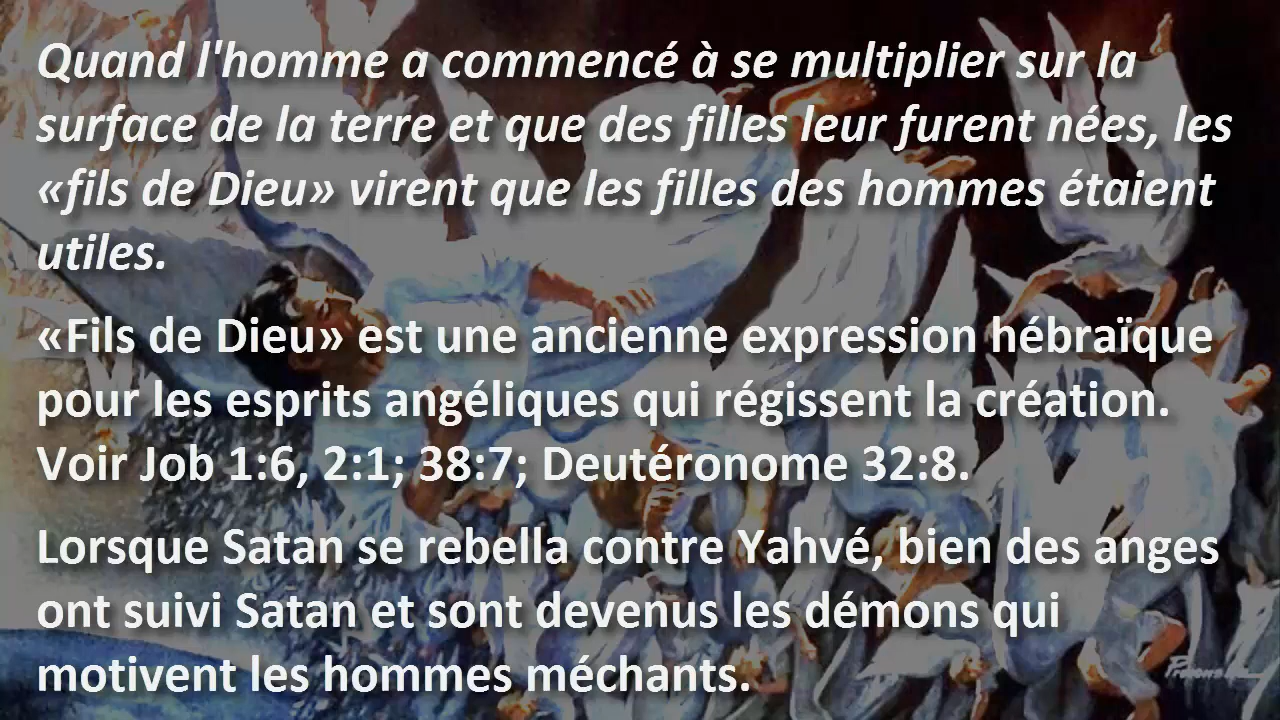 Quand l'homme a commencé à se multiplier sur la
surface de la terre et que des filles leur furent nées, les
«fils de Dieu» virent que les filles des hommes étaient
utiles.
«Fils de Dieu» est une ancienne expression hébraïque
pour les esprits angéliques qui régissent la création.
Voir Job 1:6, 2:1; 38:7; Deutéronome 32:8.
Lorsque Satan se rebella contre Yahvé, bien des anges
ont suivi Satan et sont devenus les démons qui
motivent les hommes méchants.